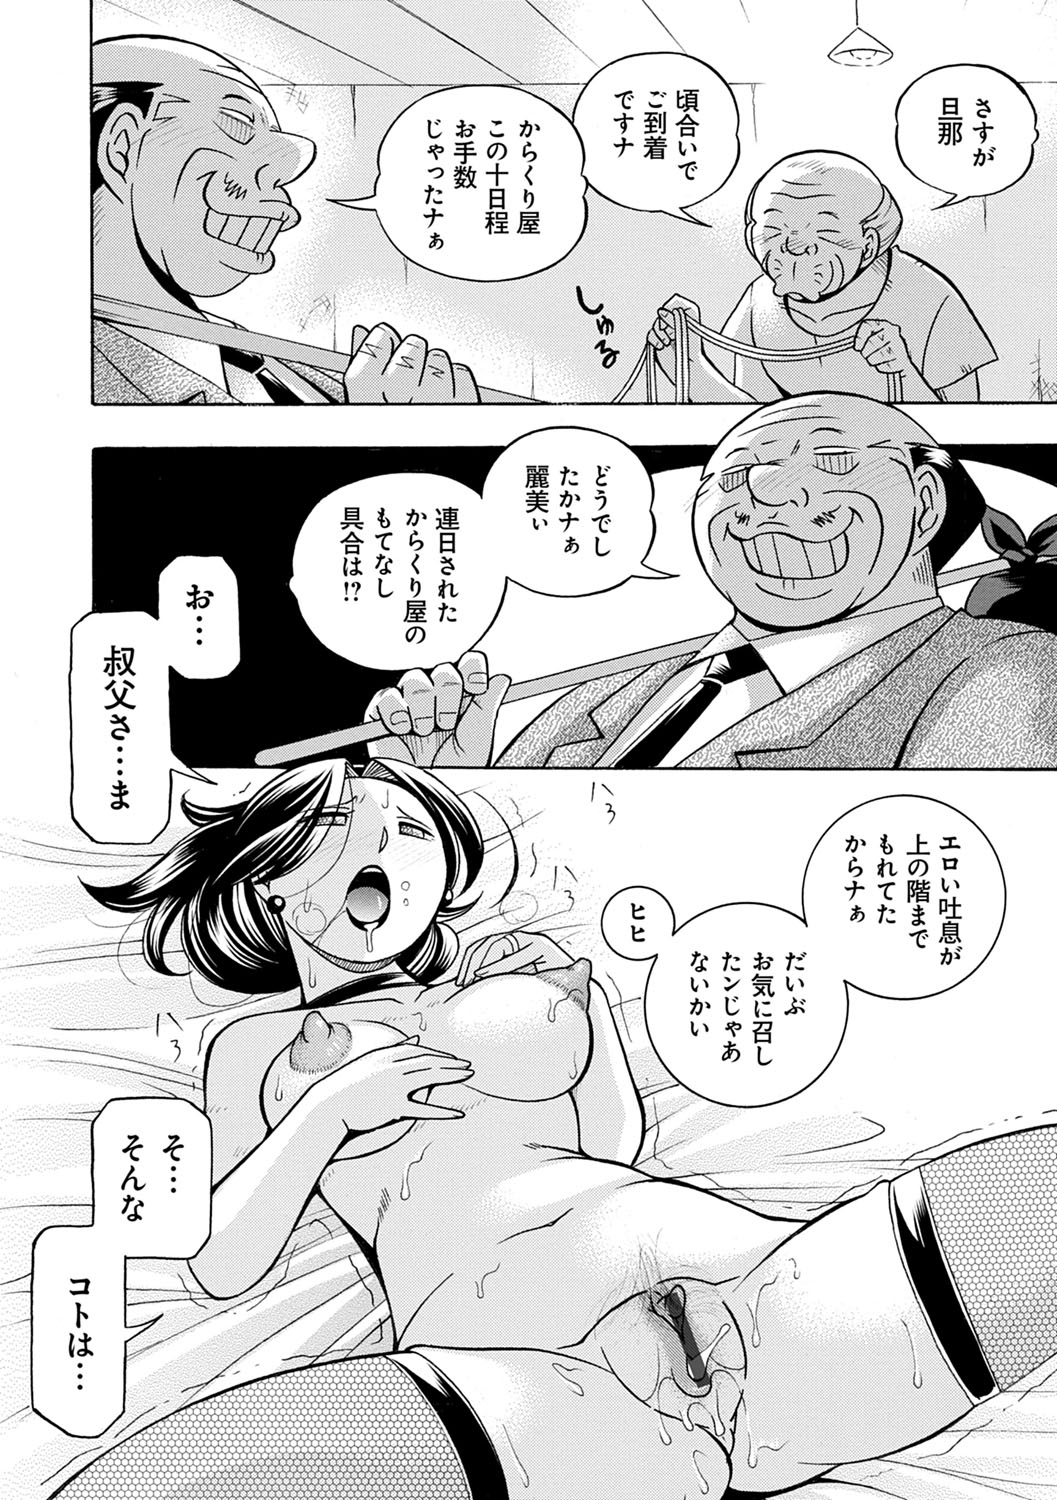 さすが
旦那
頃合いで
ご到着
ですナ
からくり屋
この十日程
お手数
じゃったナぁ
しゅる
どうでし
たかナぁ
麗美ぃ
連日された
からくり屋の
もてなし
具合は!?
お…
叔父さ……ま
ハァ
エロい吐息が
上の階まで
もれてた
からナぁ
だいぶ
お気に召し
たンじゃあ
ないかい
ヒヒ
ハァ
そ…
そんな
コトは…